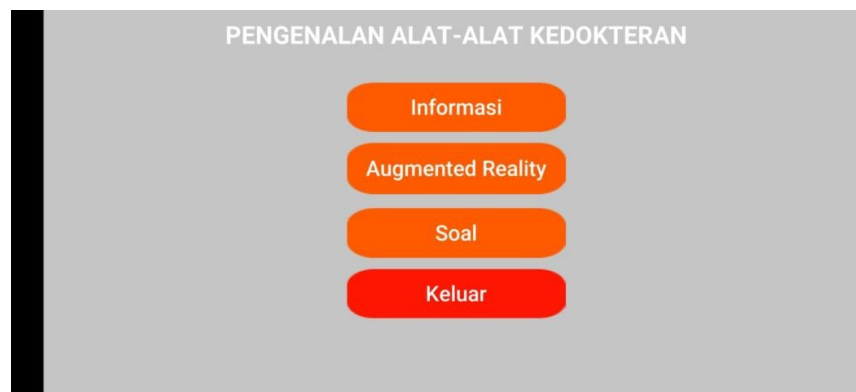 PENGENALAN ALAT-ALAT KEDOKTERAN
Informasi
Augmented Reality
Soal
Keluar